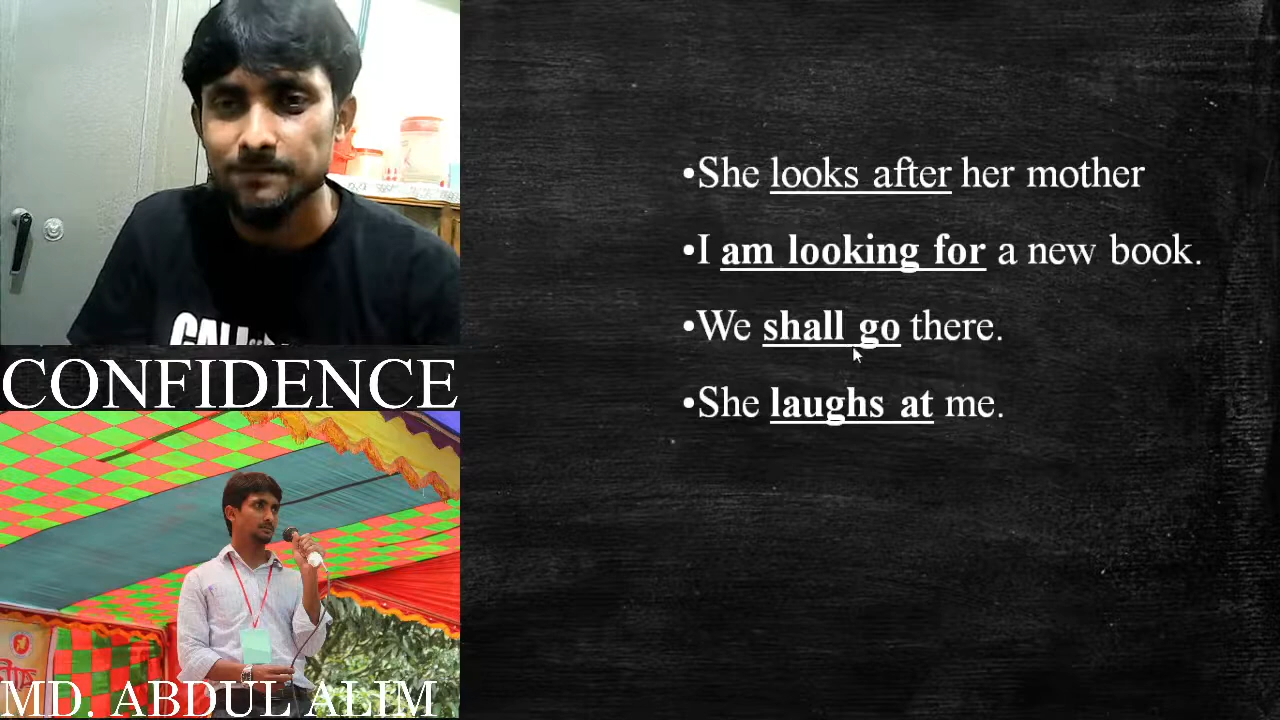 •She looks after her mother
•I am looking for a new book.
•We shall go there.
•She laughs at me.
CONFIDENCE
MD. ABDUL ALIM